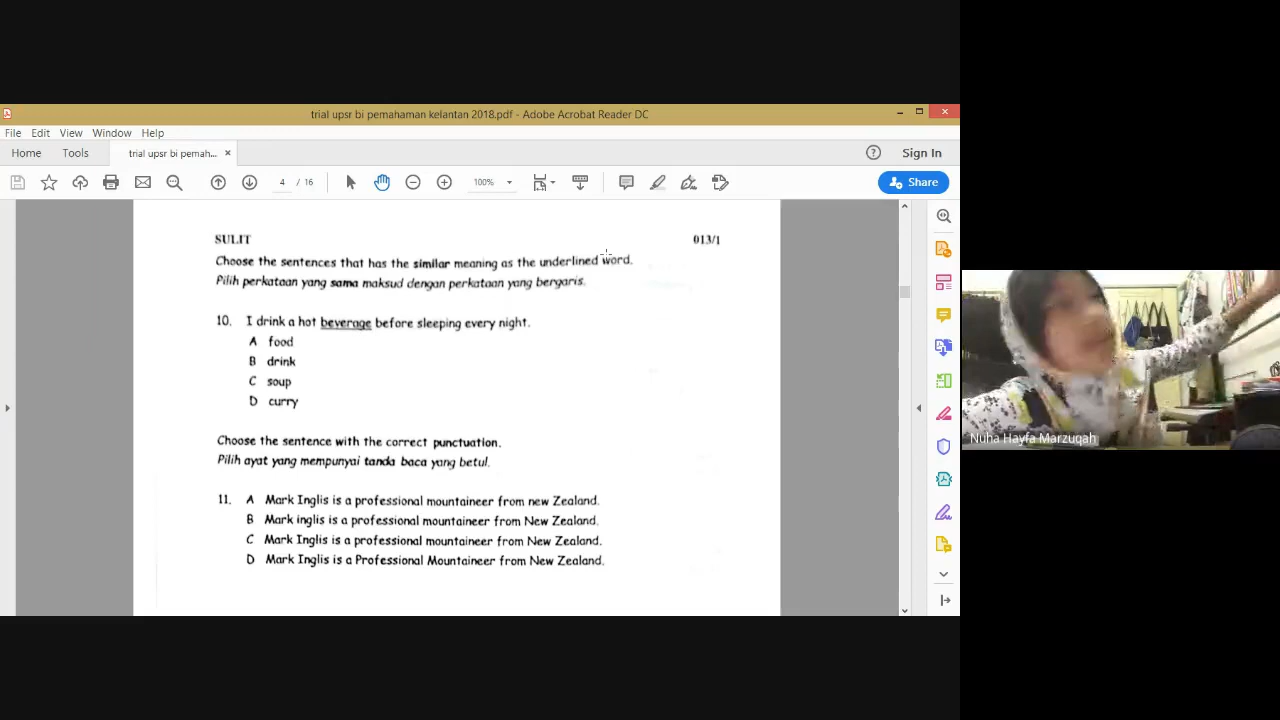 trial upsr bi pemahaman kelantan 2018.pdf - Adobe Acrobat Reader DC
File Edit View Window Help
Home Tools trial upsr bi pemah... × ? Sign In
4 / 16 100% Share
SULIT 013/1
Choose the sentences that has the similar meaning as the underlined word.
Pilih perkataan yang sama maksud dengan perkataan yang bergaris.
10. I drink a hot beverage before sleeping every night.
A food
B drink
C soup
D curry
Choose the sentence with the correct punctuation.
Pilih ayat yang mempunyai tanda baca yang betul.
11. A Mark Inglis is a professional mountaineer from new Zealand.
B Mark inglis is a professional mountaineer from New Zealand.
C Mark Inglis is a professional mountaineer from New Zealand.
D Mark Inglis is a Professional Mountaineer from New Zealand.
Nuha Hayfa Marzuqah